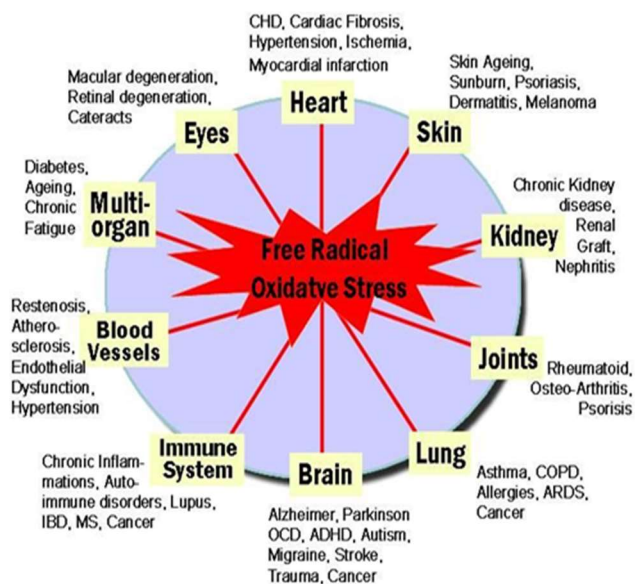 CHD, Cardiac Fibrosis,
Hypertension, Ischemia,
Myocardial infarction
Heart
Skin Ageing,
Sunburn, Psoriasis,
Dermatitis, Melanoma
Skin
Chronic Kidney
disease,
Renal
Graft,
Nephritis
Kidney
Joints
Rheumatoid,
Osteo-Arthritis,
Psorisis
Lung
Asthma, COPD,
Allergies, ARDS,
Cancer
Brain
Alzheimer, Parkinson
OCD, ADHD, Autism,
Migraine, Stroke,
Trauma, Cancer
Immune
System
Chronic Inflam-
mations, Auto-
immune disorders, Lupus,
IBD, MS, Cancer
Blood
Vessels
Restenosis,
Athero-
sclerosis,
Endothelial
Dysfunction,
Hypertension
Multi-
organ
Diabetes,
Ageing,
Chronic
Fatigue
Eyes
Macular degeneration,
Retinal degeneration,
Cateracts
Free Radical
Oxidatve Stress